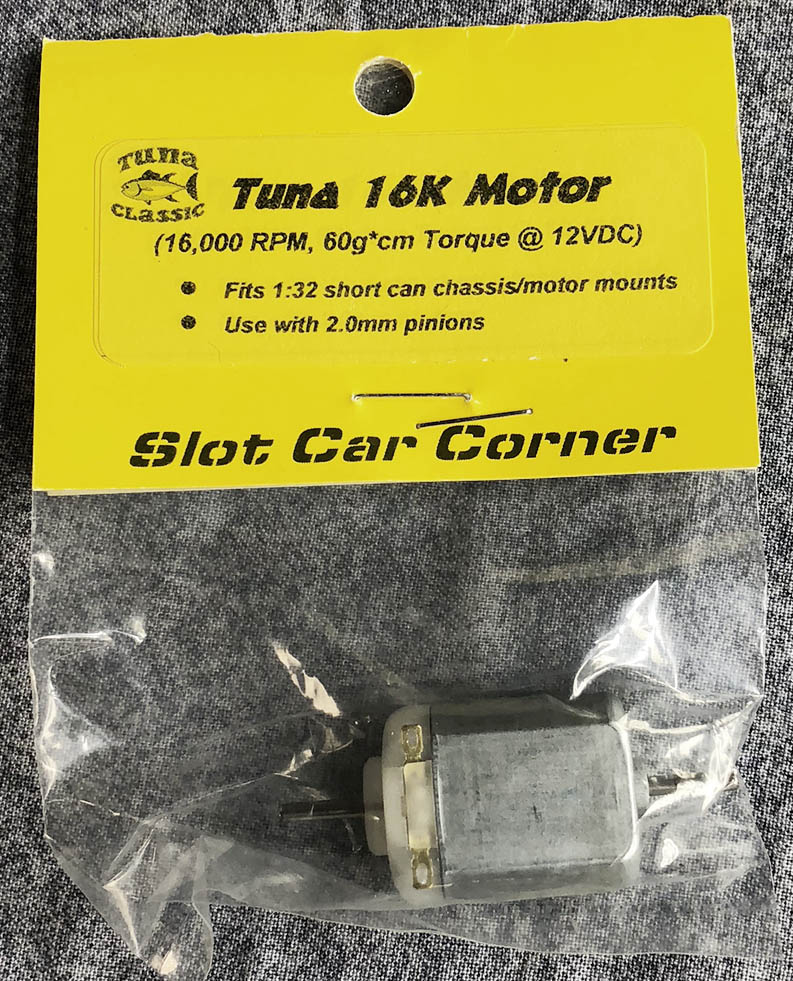 Tuna
Classic
Tuna 16K Motor
(16,000 RPM, 60g*cm Torque @ 12VDC)
• Fits 1:32 short can chassis/motor mounts
• Use with 2.0mm pinions
Slot Car Corner